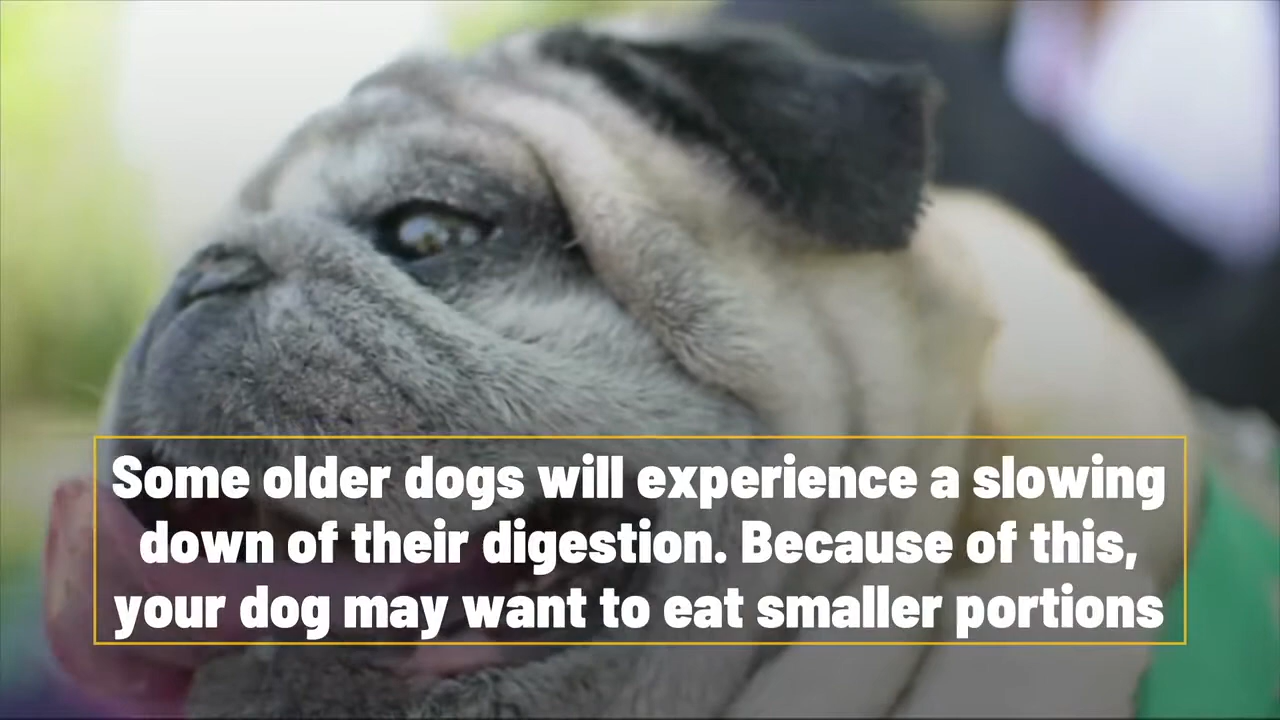 Some older dogs will experience a slowing
down of their digestion. Because of this,
your dog may want to eat smaller portions